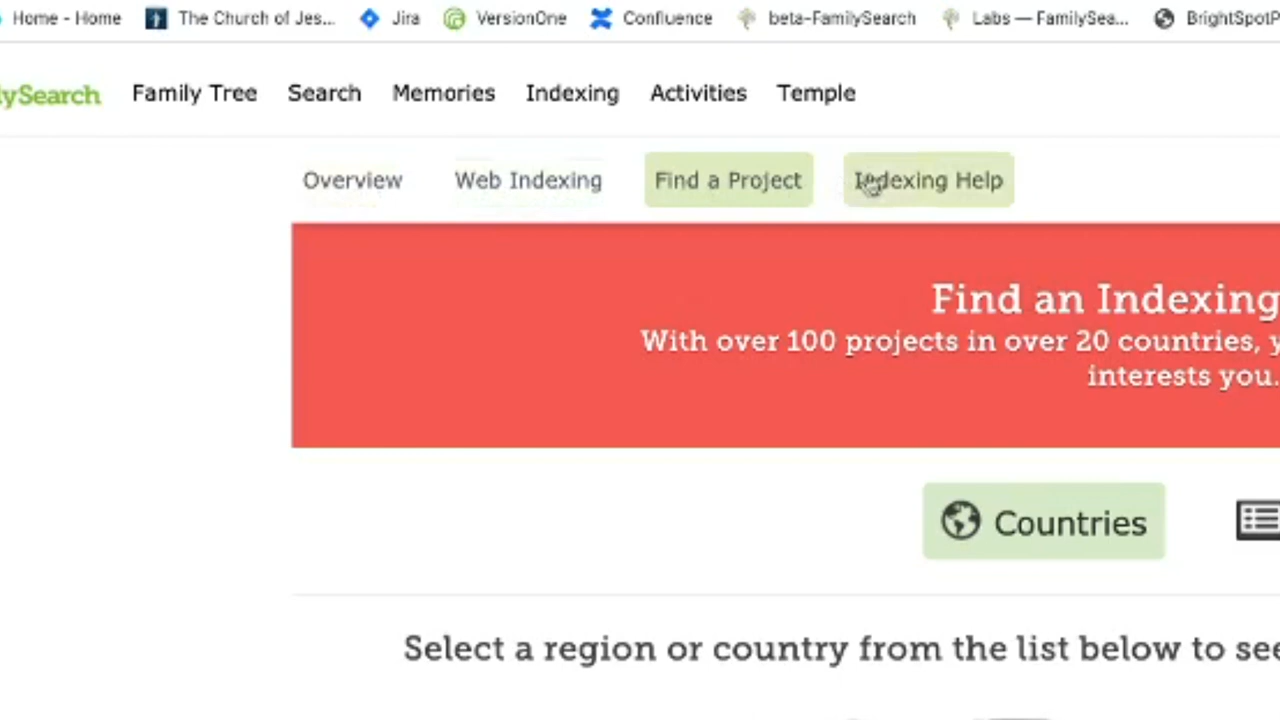 Home - Home The Church of Jes... Jira VersionOne Confluence beta-FamilySearch Labs — FamilySea... BrightSpotP
lySearch Family Tree Search Memories Indexing Activities Temple
Overview Web Indexing Find a Project Indexing Help
Find an Indexing
With over 100 projects in over 20 countries, y
interests you.
Countries
Select a region or country from the list below to see